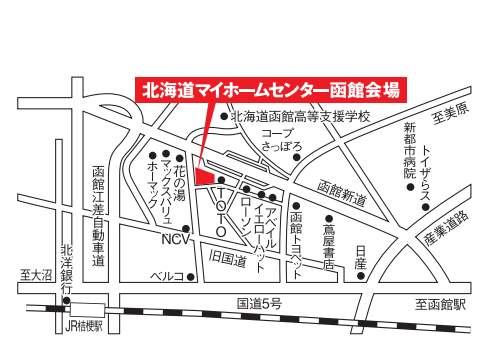 北海道マイホームセンター函館会場
北海道函館高等支援学校
至美原
コープ
さっぽろ
新都市病院
トイザらス
函館新道
産業道路
花の湯
マックスバリュ
ホーマック
TOTO
ローソン
イエローハット
アベール
函館トヨペット
蔦屋書店
日産
NCV
旧国道
ベルコ
函館江差自動車道
北洋銀行
至大沼
国道5号
至函館駅
JR桔梗駅